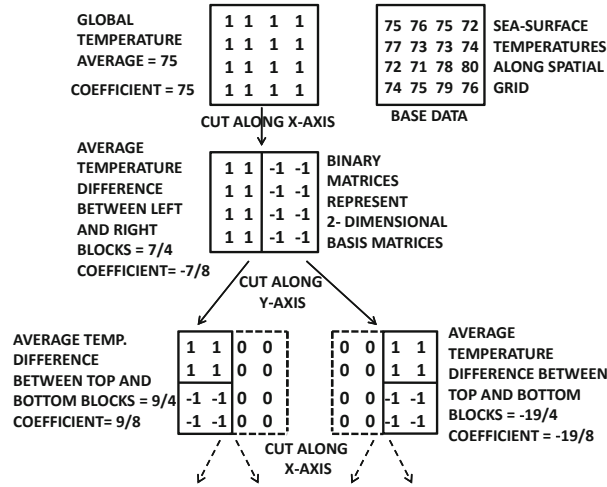 GLOBAL
TEMPERATURE
AVERAGE = 75
COEFFICIENT = 75
1 1 1 1
1 1 1 1
1 1 1 1
1 1 1 1
75 76 75 72
77 73 73 74
72 71 78 80
74 75 79 76
SEA-SURFACE
TEMPERATURES
ALONG SPATIAL
GRID
BASE DATA
CUT ALONG X-AXIS
AVERAGE
TEMPERATURE
DIFFERENCE
BETWEEN LEFT
AND RIGHT
BLOCKS = 7/4
COEFFICIENT= -7/8
1 1 -1 -1
1 1 -1 -1
1 1 -1 -1
1 1 -1 -1
BINARY
MATRICES
REPRESENT
2- DIMENSIONAL
BASIS MATRICES
CUT ALONG
Y-AXIS
AVERAGE TEMP.
DIFFERENCE
BETWEEN TOP AND
BOTTOM BLOCKS = 9/4
COEFFICIENT= 9/8
1 1 0 0
1 1 0 0
-1 -1 0 0
-1 -1 0 0
0 0 1 1
0 0 1 1
0 0 -1 -1
0 0 -1 -1
AVERAGE
TEMPERATURE
DIFFERENCE BETWEEN
TOP AND BOTTOM
BLOCKS = -19/4
COEFFICIENT = -19/8
CUT ALONG
X-AXIS